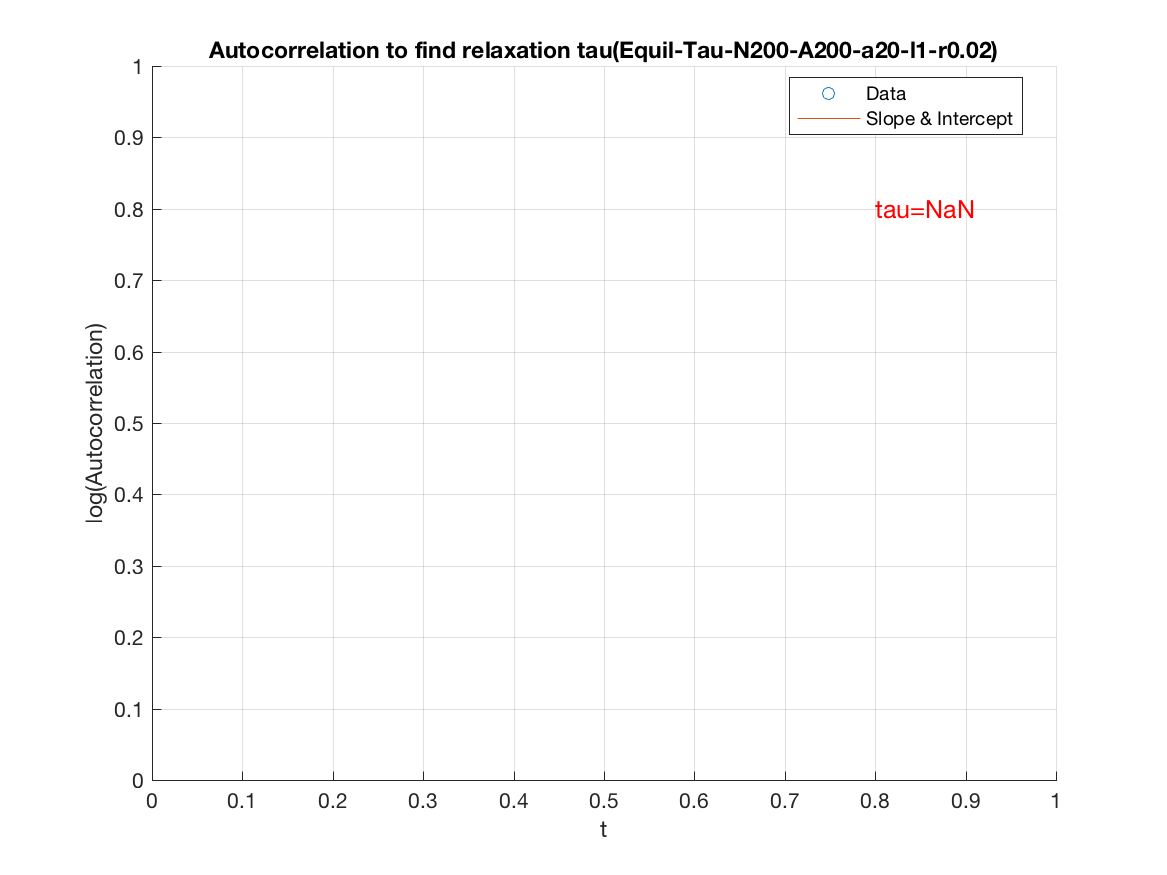 Autocorrelation to find relaxation tau(Equil-Tau-N200-A200-a20-l1-r0.02)
1
Data
Slope & Intercept
0.9
0.8
tau=NaN
0.7
0.6
0.5
0.4
0.3
0.2
0.1
0
log(Autocorrelation)
0 0.1 0.2 0.3 0.4 0.5 0.6 0.7 0.8 0.9 1
t